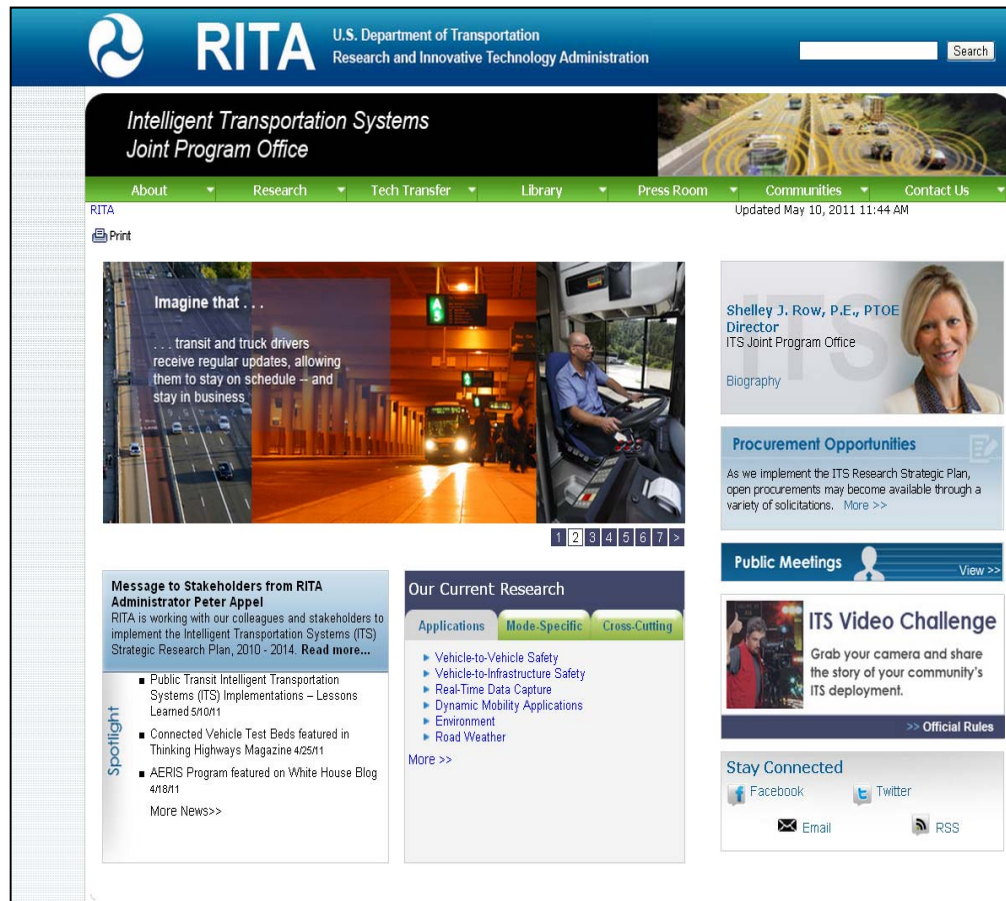 RITA
U.S. Department of Transportation
Research and Innovative Technology Administration
Search
Intelligent Transportation Systems
Joint Program Office
About
Research
Tech Transfer
Library
Press Room
Communities
Contact Us
RITA
Updated May 10, 2011 11:44 AM
Print
Imagine that . . .
. . . transit and truck drivers
receive regular updates, allowing
them to stay on schedule -- and
stay in business
1 2 3 4 5 6 7 >
ITS
Shelley J. Row, P.E., PTOE
Director
ITS Joint Program Office
Biography
Procurement Opportunities
As we implement the ITS Research Strategic Plan,
open procurements may become available through a
variety of solicitations. More >>
Public Meetings
View >>
ITS Video Challenge
Grab your camera and share
the story of your community's
ITS deployment.
>> Official Rules
Stay Connected
Facebook
Twitter
Email
RSS
Message to Stakeholders from RITA
Administrator Peter Appel
RITA is working with our colleagues and stakeholders to
implement the Intelligent Transportation Systems (ITS)
Strategic Research Plan, 2010 - 2014. Read more...
Spotlight
Public Transit Intelligent Transportation
Systems (ITS) Implementations – Lessons
Learned 5/10/11
Connected Vehicle Test Beds featured in
Thinking Highways Magazine 4/25/11
AERIS Program featured on White House Blog
4/18/11
More News>>
Our Current Research
Applications
Mode-Specific
Cross-Cutting
Vehicle-to-Vehicle Safety
Vehicle-to-Infrastructure Safety
Real-Time Data Capture
Dynamic Mobility Applications
Environment
Road Weather
More >>